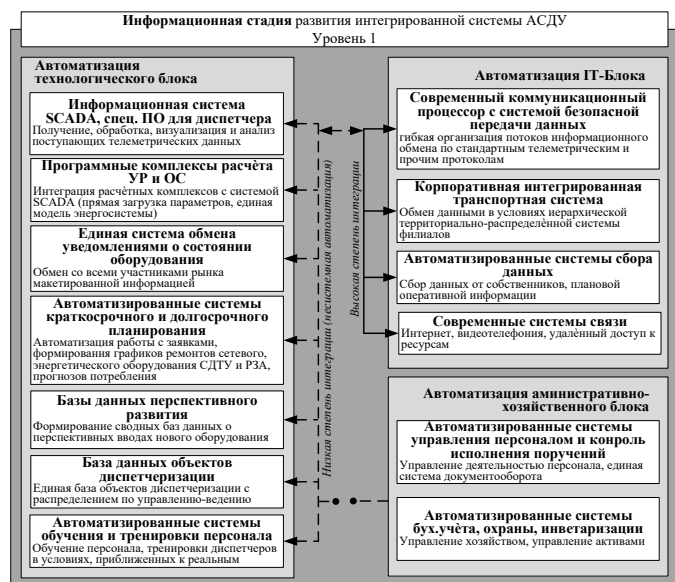 Информационная стадия развития интегрированной системы АСДУ
Уровень 1
Автоматизация
технологического блока
Информационная система
SCADA, спец. ПО для диспетчера
Получение, обработка, визуализация и анализ
поступающих телеметрических данных
Программные комплексы расчѐта
УР и ОС
Интеграция расчѐтных комплексов с системой
SCADA (прямая загрузка параметров, единая
модель энергосистемы)
Единая система обмена
уведомлениями о состоянии
оборудования
Обмен со всеми участниками рынка
макетированной информацией
Автоматизированные системы
краткосрочного и долгосрочного
планирования
Автоматизация работы с заявками,
формирования графиков ремонтов сетевого,
энергетического оборудования СДТУ и РЗА,
прогнозов потребления
Базы данных перспективного
развития
Формирование сводных баз данных о
перспективных вводах нового оборудования
База данных объектов
диспетчеризации
Единая база объектов диспетчеризации с
распределением по управлению-ведению
Автоматизированные системы
обучения и тренировки персонала
Обучение персонала, тренировки диспетчеров
в условиях, приближенных к реальным
Низкая степень интеграции (несистемная автоматизация)
Высокая степень интеграции
Автоматизация IT-Блока
Современный коммуникационный
процессор с системой безопасной
передачи данных
гибкая организация потоков информационного
обмена по стандартным телеметрическим и
прочим протоколам
Корпоративная интегрированная
транспортная система
Обмен данными в условиях иерархической
территориально-распределѐнной системы
филиалов
Автоматизированные системы сбора
данных
Сбор данных от собственников, плановой
оперативной информации
Современные системы связи
Интернет, видеотелефония, удалѐнный доступ к
ресурсам
Автоматизация аминистративно-
хозяйственного блока
Автоматизированные системы
управления персоналом и конроль
исполнения поручений
Управление деятельностью персонала, единая
система документооборота
Автоматизированные системы
бух.учѐта, охраны, инветаризации
Управление хозяйством, управление активами